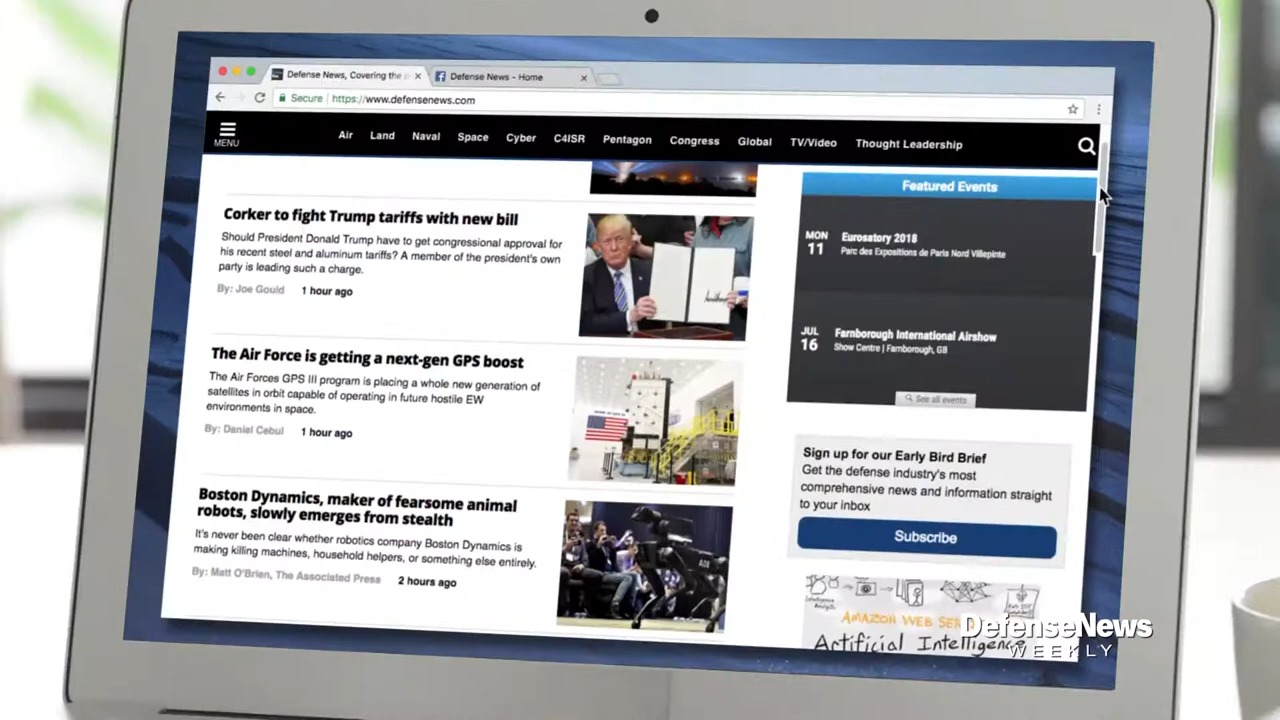 Defense News, Covering the
Defense News - Home
Secure
https://www.defensenews.com
MENU
Air
Land
Naval
Space
Cyber
C4ISR
Pentagon
Congress
Global
TV/Video
Thought Leadership
Corker to fight Trump tariffs with new bill
Should President Donald Trump have to get congressional approval for
his recent steel and aluminum tariffs? A member of the president's own
party is leading such a charge.
By: Joe Gould 1 hour ago
The Air Force is getting a next-gen GPS boost
The Air Forces GPS III program is placing a whole new generation of
satellites in orbit capable of operating in future hostile EW
environments in space.
By: Daniel Cebul 1 hour ago
Boston Dynamics, maker of fearsome animal
robots, slowly emerges from stealth
It's never been clear whether robotics company Boston Dynamics is
making killing machines, household helpers, or something else entirely.
By: Matt O'Brien, The Associated Press 2 hours ago
Featured Events
MON
11
Eurosatory 2018
Parc des Expositions de Paris Nord Villepinte
JUL
16
Farnborough International Airshow
Show Centre | Farnborough, GB
See all events
Sign up for our Early Bird Brief
Get the defense industry's most
comprehensive news and information straight
to your inbox
Subscribe
AMAZON WEB
Artificial Intelligence
DefenseNews
WEEKLY